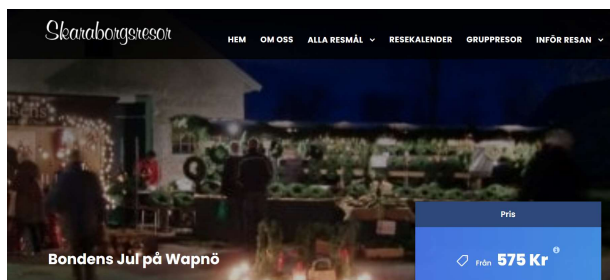 Skaraborgsresor
HEM OM OSS ALLA RESMÅL RESEKALENDER GRUPPRESOR INFÖR RESAN
Pris
Bondens Jul på Wapnö
Från 575 Kr